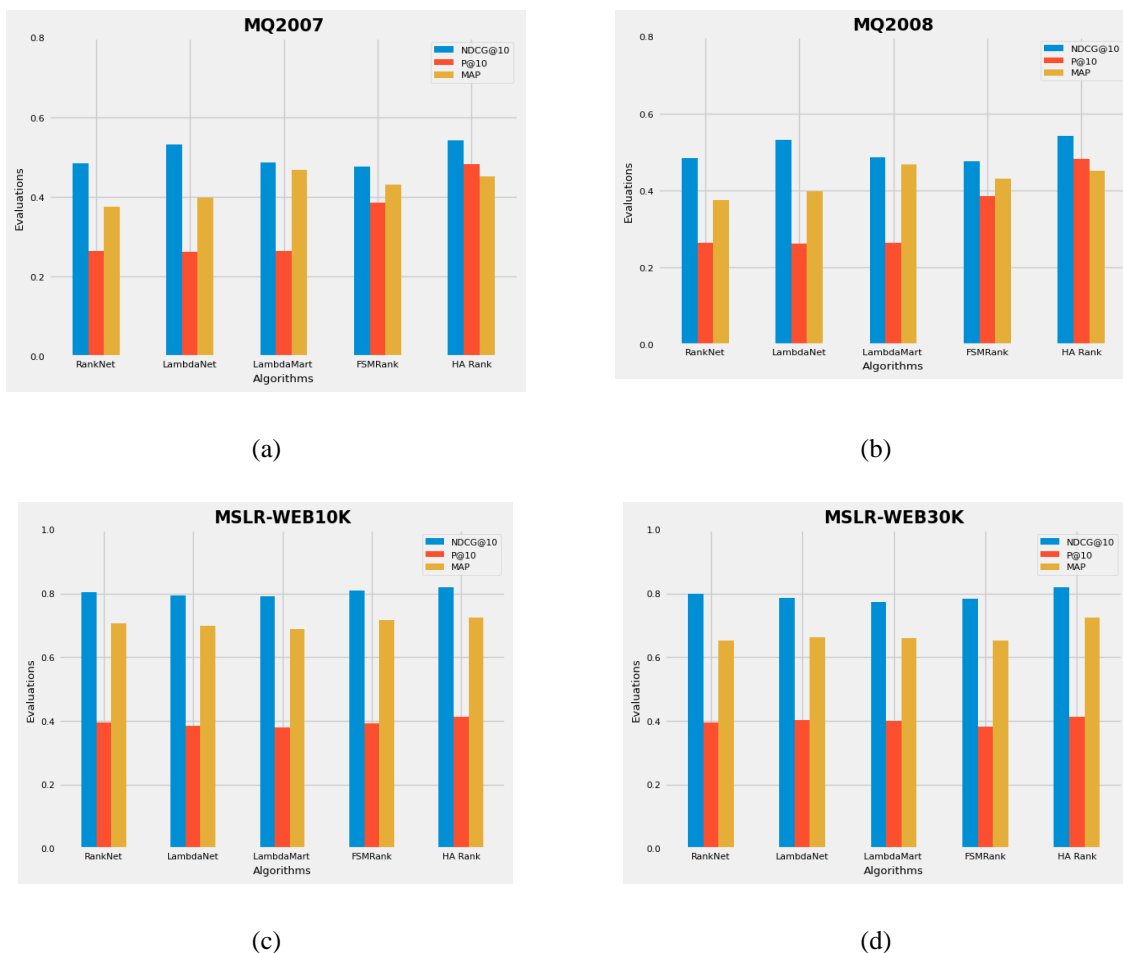 MQ2007
0.8
NDCG@10
P@10
MAP
0.6
0.4
0.2
0.0
Evaluations
RankNet LambdaNet LambdaMart FSMRank HA Rank
Algorithms
(a)
MQ2008
0.8
NDCG@10
P@10
MAP
0.6
0.4
0.2
0.0
Evaluations
RankNet LambdaNet LambdaMart FSMRank HA Rank
Algorithms
(b)
MSLR-WEB10K
1.0
NDCG@10
P@10
MAP
0.8
0.6
0.4
0.2
0.0
Evaluations
RankNet LambdaNet LambdaMart FSMRank HA Rank
Algorithms
(c)
MSLR-WEB30K
1.0
NDCG@10
P@10
MAP
0.8
0.6
0.4
0.2
0.0
Evaluations
RankNet LambdaNet LambdaMart FSMRank HA Rank
Algorithms
(d)